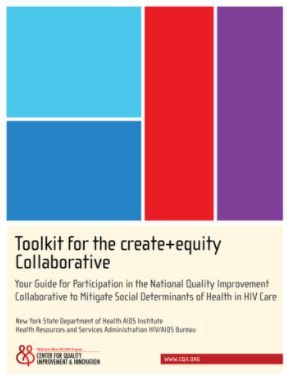 Toolkit for the create+equity
Collaborative
Your Guide for Participation in the National Quality Improvement
Collaborative to Mitigate Social Determinants of Health in HIV Care
New York State Department of Health AIDS Institute
Health Resources and Services Administration HIV/AIDS Bureau
CENTER FOR QUALITY
IMPROVEMENT & INNOVATION
WWW.CQII.ORG